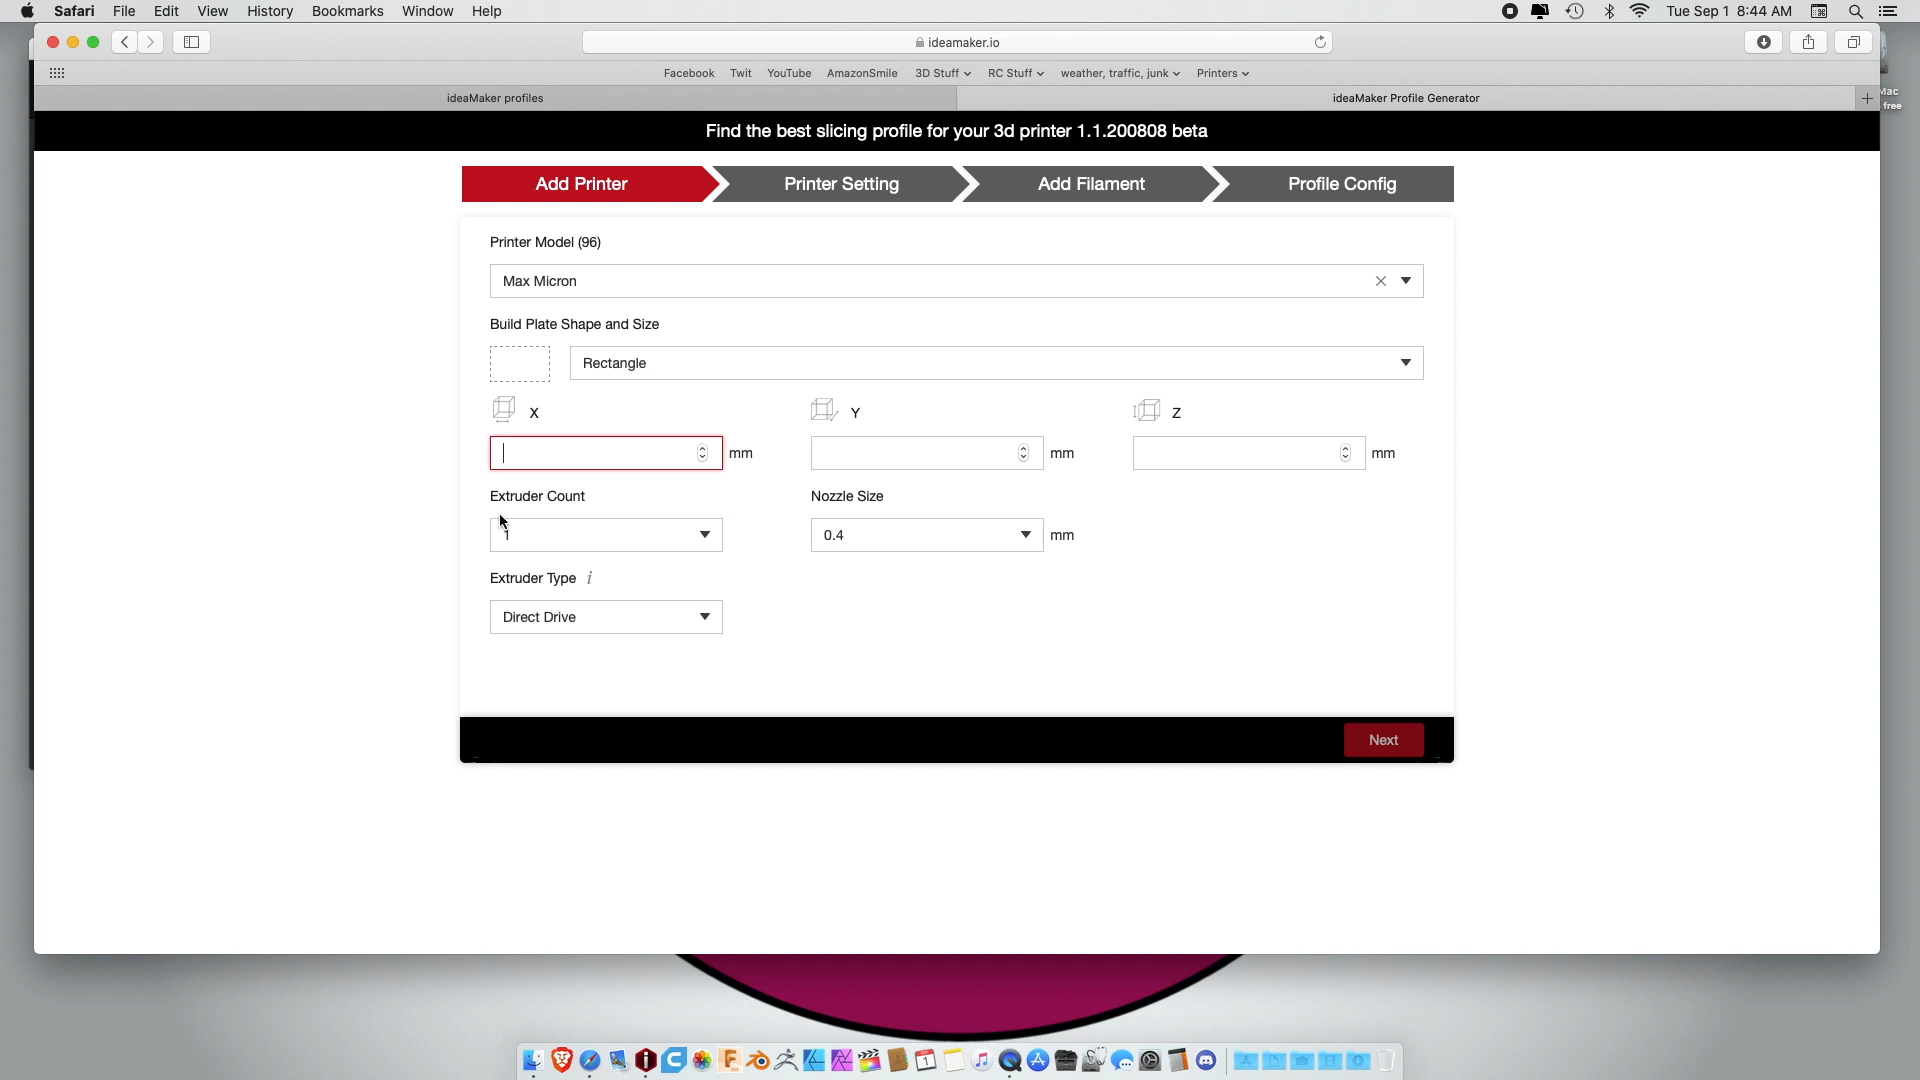 Safari File Edit View History Bookmarks Window Help Tue Sep 1 8:44 AM
ideamaker.io
Facebook Twit YouTube AmazonSmile 3D Stuff RC Stuff weather, traffic, junk Printers
ideaMaker profiles ideaMaker Profile Generator
Mac
free
Find the best slicing profile for your 3d printer 1.1.200808 beta
Add Printer Printer Setting Add Filament Profile Config
Printer Model (96)
Max Micron
Build Plate Shape and Size
Rectangle
X Y Z
mm mm mm
Extruder Count Nozzle Size
1 0.4 mm
Extruder Type i
Direct Drive
Next